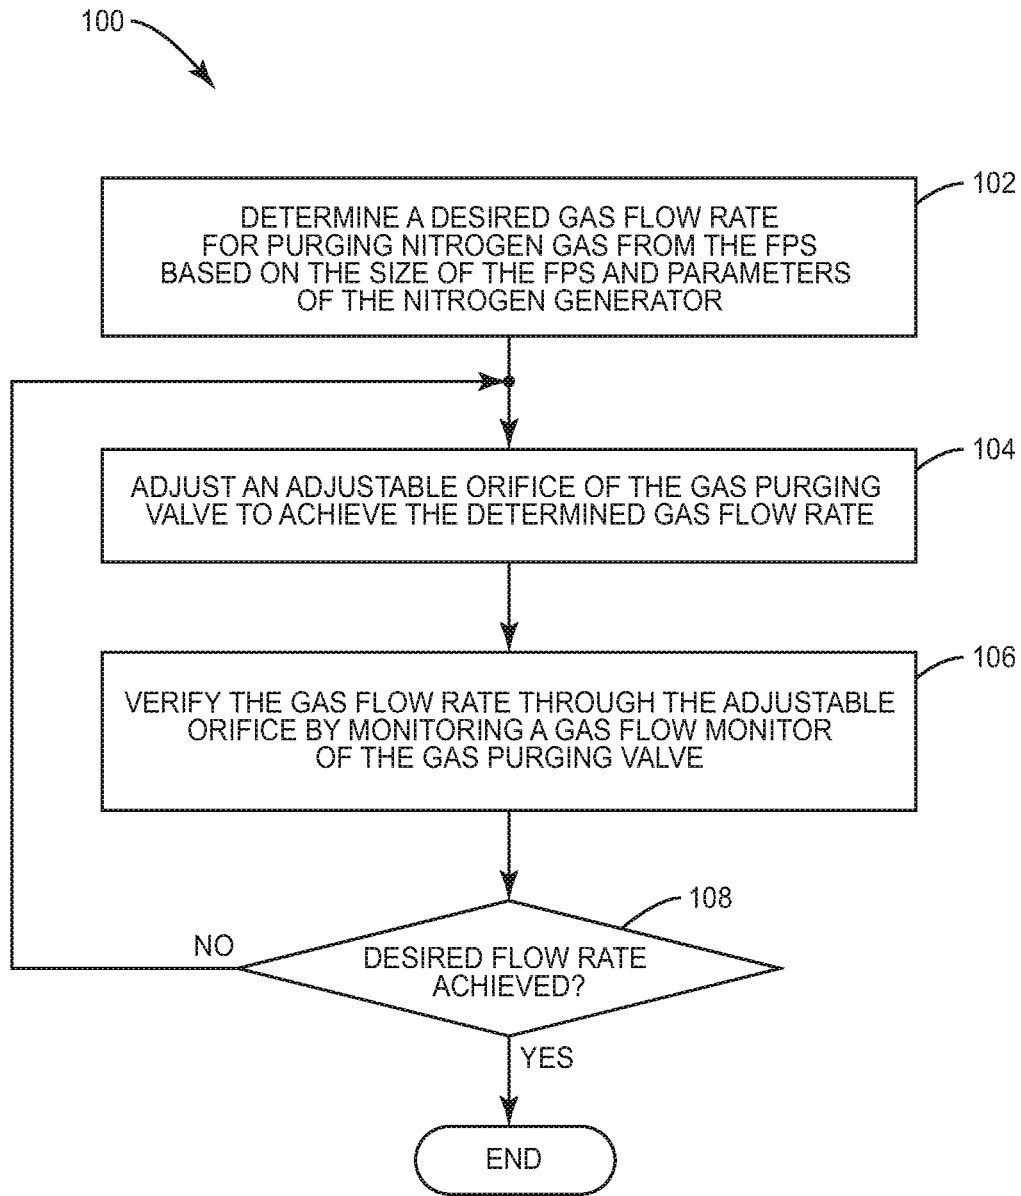 100
102
DETERMINE A DESIRED GAS FLOW RATE
FOR PURGING NITROGEN GAS FROM THE FPS
BASED ON THE SIZE OF THE FPS AND PARAMETERS
OF THE NITROGEN GENERATOR
104
ADJUST AN ADJUSTABLE ORIFICE OF THE GAS PURGING
VALVE TO ACHIEVE THE DETERMINED GAS FLOW RATE
106
VERIFY THE GAS FLOW RATE THROUGH THE ADJUSTABLE
ORIFICE BY MONITORING A GAS FLOW MONITOR
OF THE GAS PURGING VALVE
108
NO
DESIRED FLOW RATE
ACHIEVED?
YES
END